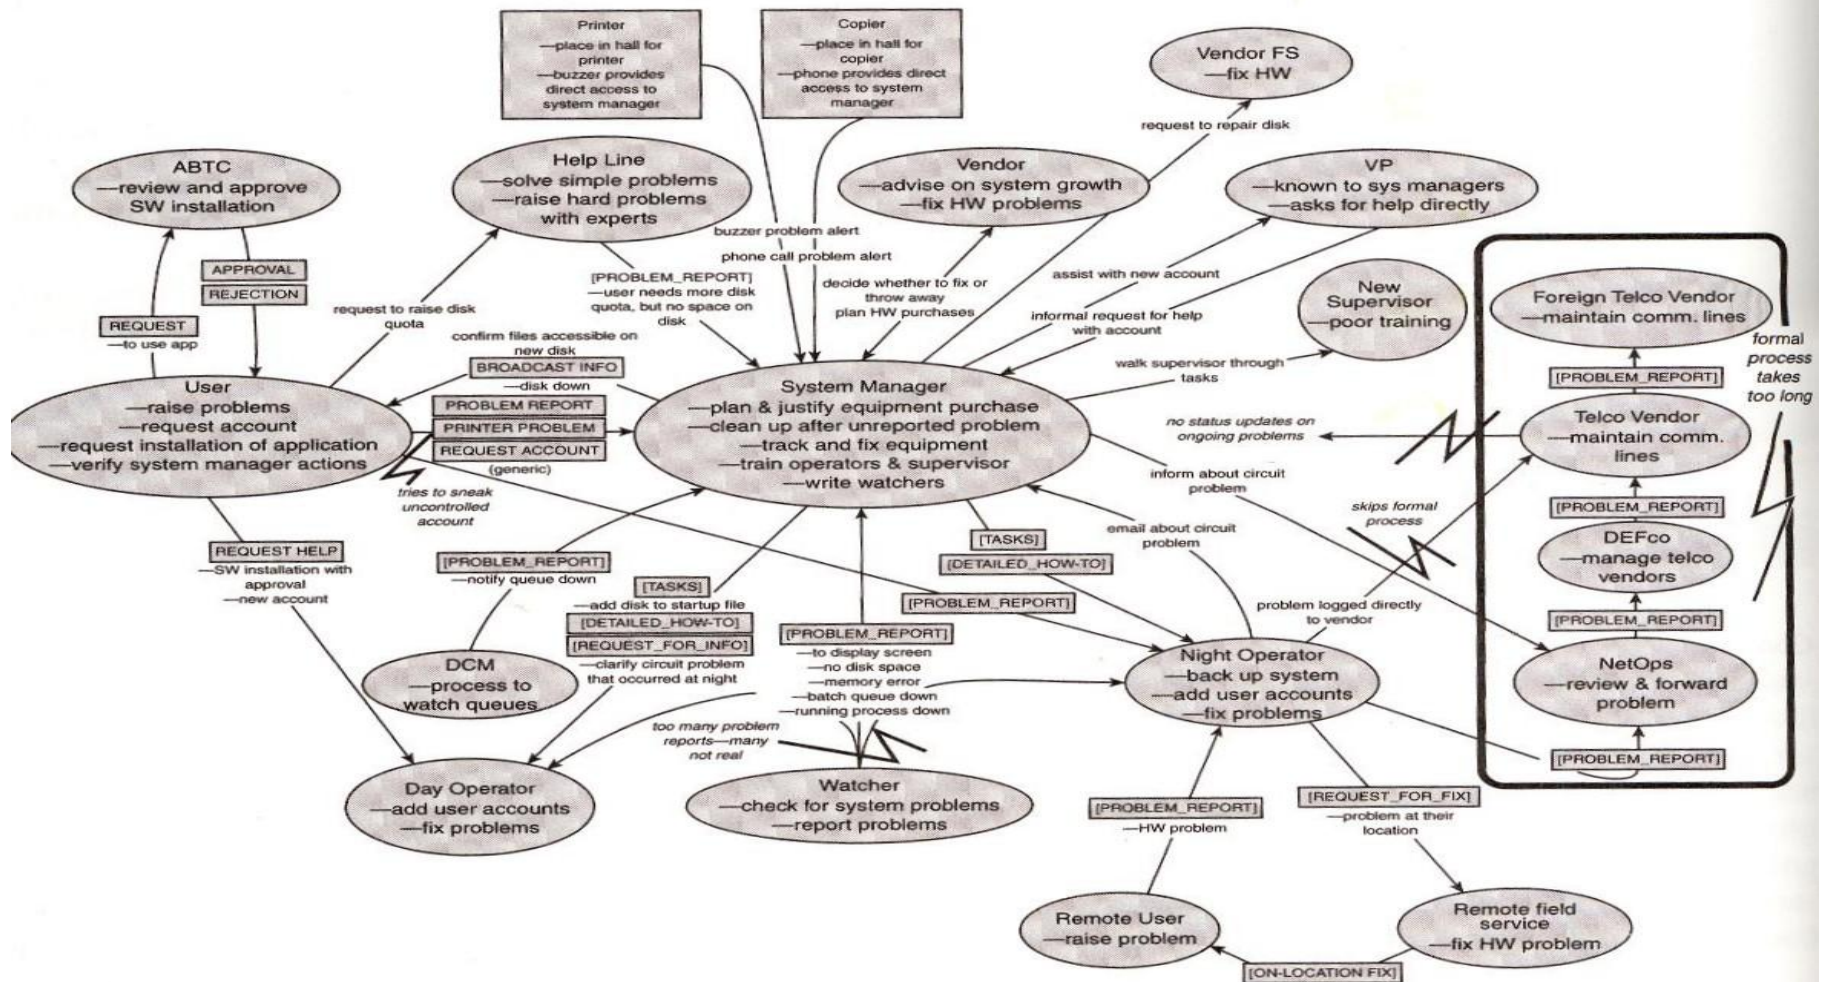 Printer
—place in hall for
printer
—buzzer provides
direct access to
system manager
Copier
—place in hall for
copier
—phone provides direct
access to system
manager
Vendor FS
—fix HW
request to repair disk
ABTC
—review and approve
SW installation
Help Line
—solve simple problems
—raise hard problems
with experts
Vendor
—advise on system growth
—fix HW problems
VP
—known to sys managers
—asks for help directly
buzzer problem alert
phone call problem alert
APPROVAL
REJECTION
REQUEST
—to use app
request to raise disk
quota
[PROBLEM_REPORT]
—user needs more disk
quota, but no space on
disk
decide whether to fix or
throw away
plan HW purchases
assist with new account
informal request for help
with account
New
Supervisor
—poor training
walk supervisor through
tasks
Foreign Telco Vendor
—maintain comm. lines
formal
process
takes
too long
[PROBLEM_REPORT]
confirm files accessible on
new disk
BROADCAST INFO
—disk down
User
—raise problems
—request account
—request installation of application
—verify system manager actions
PROBLEM REPORT
PRINTER PROBLEM
REQUEST ACCOUNT
(generic)
tries to sneak
uncontrolled
account
System Manager
—plan & justify equipment purchase
—clean up after unreported problem
—track and fix equipment
—train operators & supervisor
—write watchers
no status updates on
ongoing problems
Telco Vendor
—maintain comm.
lines
inform about circuit
problem
skips formal
process
[PROBLEM_REPORT]
DEFco
—manage telco
vendors
[PROBLEM_REPORT]
email about circuit
problem
[TASKS]
[DETAILED_HOW-TO]
REQUEST HELP
—SW installation with
approval
—new account
[PROBLEM_REPORT]
—notify queue down
[TASKS]
—add disk to startup file
[DETAILED_HOW-TO]
[REQUEST_FOR_INFO]
—clarify circuit problem
that occurred at night
[PROBLEM_REPORT]
[PROBLEM_REPORT]
—to display screen
—no disk space
—memory error
—batch queue down
—running process down
problem logged directly
to vendor
DCM
—process to
watch queues
Night Operator
—back up system
—add user accounts
—fix problems
NetOps
—review & forward
problem
[PROBLEM_REPORT]
too many problem
reports—many
not real
Day Operator
—add user accounts
—fix problems
Watcher
—check for system problems
—report problems
[PROBLEM_REPORT]
—HW problem
[REQUEST_FOR_FIX]
—problem at their
location
Remote User
—raise problem
Remote field
service
—fix HW problem
[ON-LOCATION FIX]